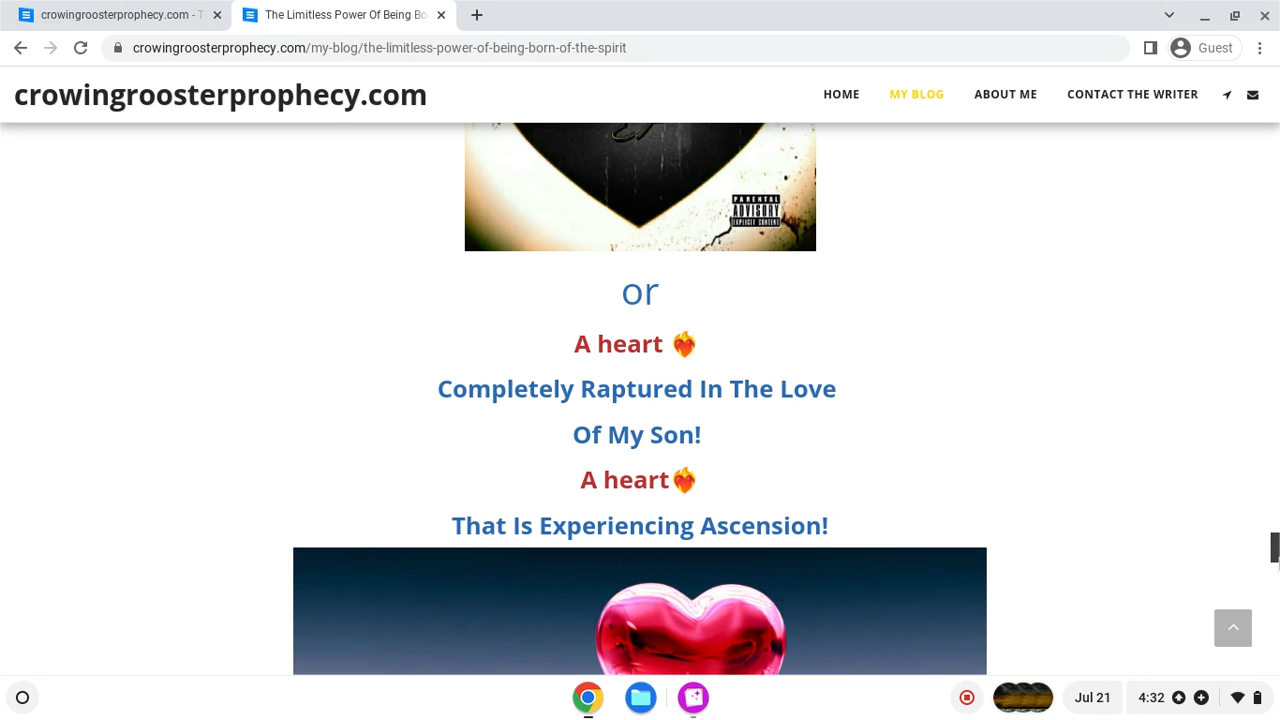 crowingroosterprophecy.com - T
The Limitless Power Of Being Bo
crowingroosterprophecy.com/my-blog/the-limitless-power-of-being-born-of-the-spirit
Guest
crowingroosterprophecy.com
HOME
MY BLOG
ABOUT ME
CONTACT THE WRITER
PARENTAL
ADVISORY
EXPLICIT CONTENT
or
A heart ❤️‍🔥
Completely Raptured In The Love
Of My Son!
A heart❤️‍🔥
That Is Experiencing Ascension!
Jul 21
4:32